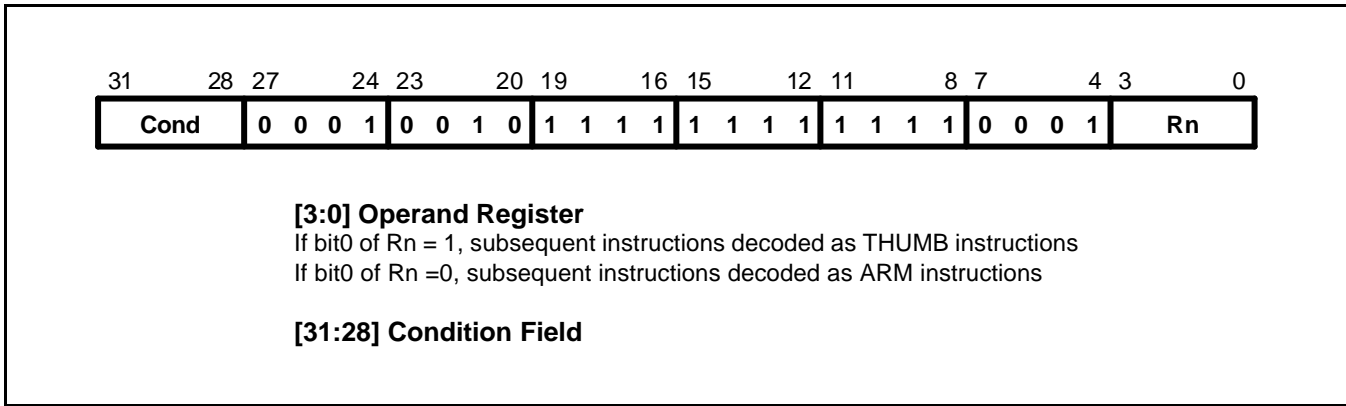 31 28 27 24 23 20 19 16 15 12 11 8 7 4 3 0
Cond 0 0 0 1 0 0 1 0 1 1 1 1 1 1 1 1 1 1 1 1 0 0 0 1 Rn
[3:0] Operand Register
If bit0 of Rn = 1, subsequent instructions decoded as THUMB instructions
If bit0 of Rn =0, subsequent instructions decoded as ARM instructions
[31:28] Condition Field